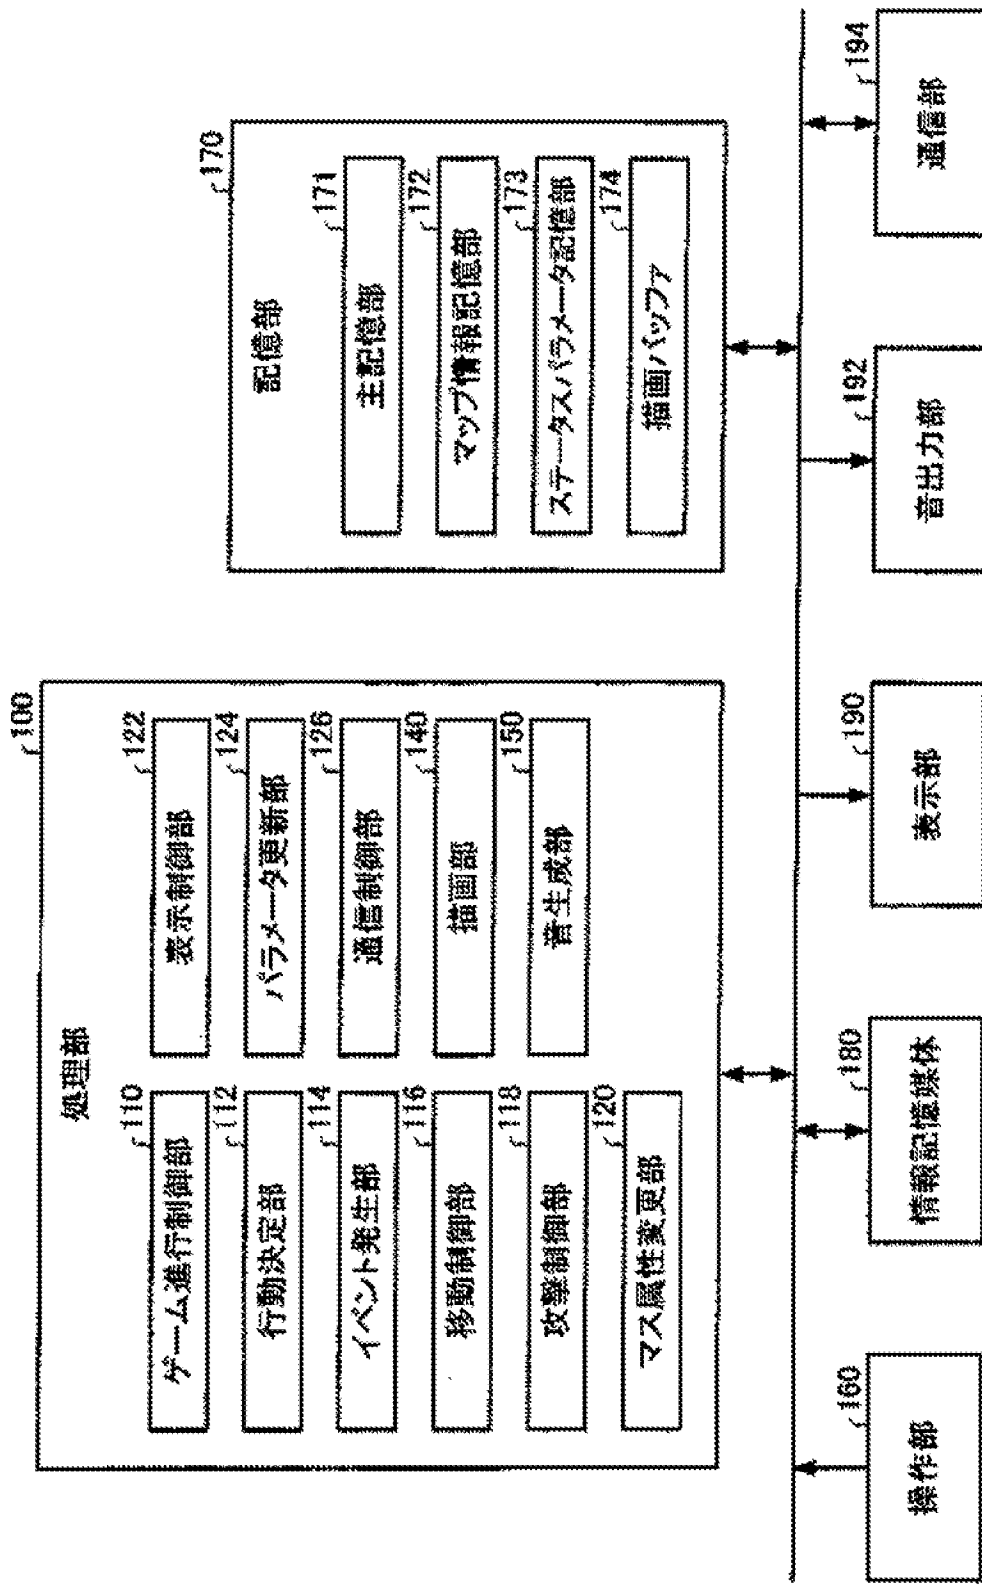 100
処理部
110
ゲーム進行制御部
112
行動決定部
114
イベント発生部
116
移動制御部
118
攻撃制御部
120
マス属性変更部
122
表示制御部
124
パラメータ更新部
126
通信制御部
140
描画部
150
音生成部
170
記憶部
171
主記憶部
172
マップ情報記憶部
173
ステータスパラメータ記憶部
174
描画バッファ
160
操作部
180
情報記憶媒体
190
表示部
192
音出力部
194
通信部